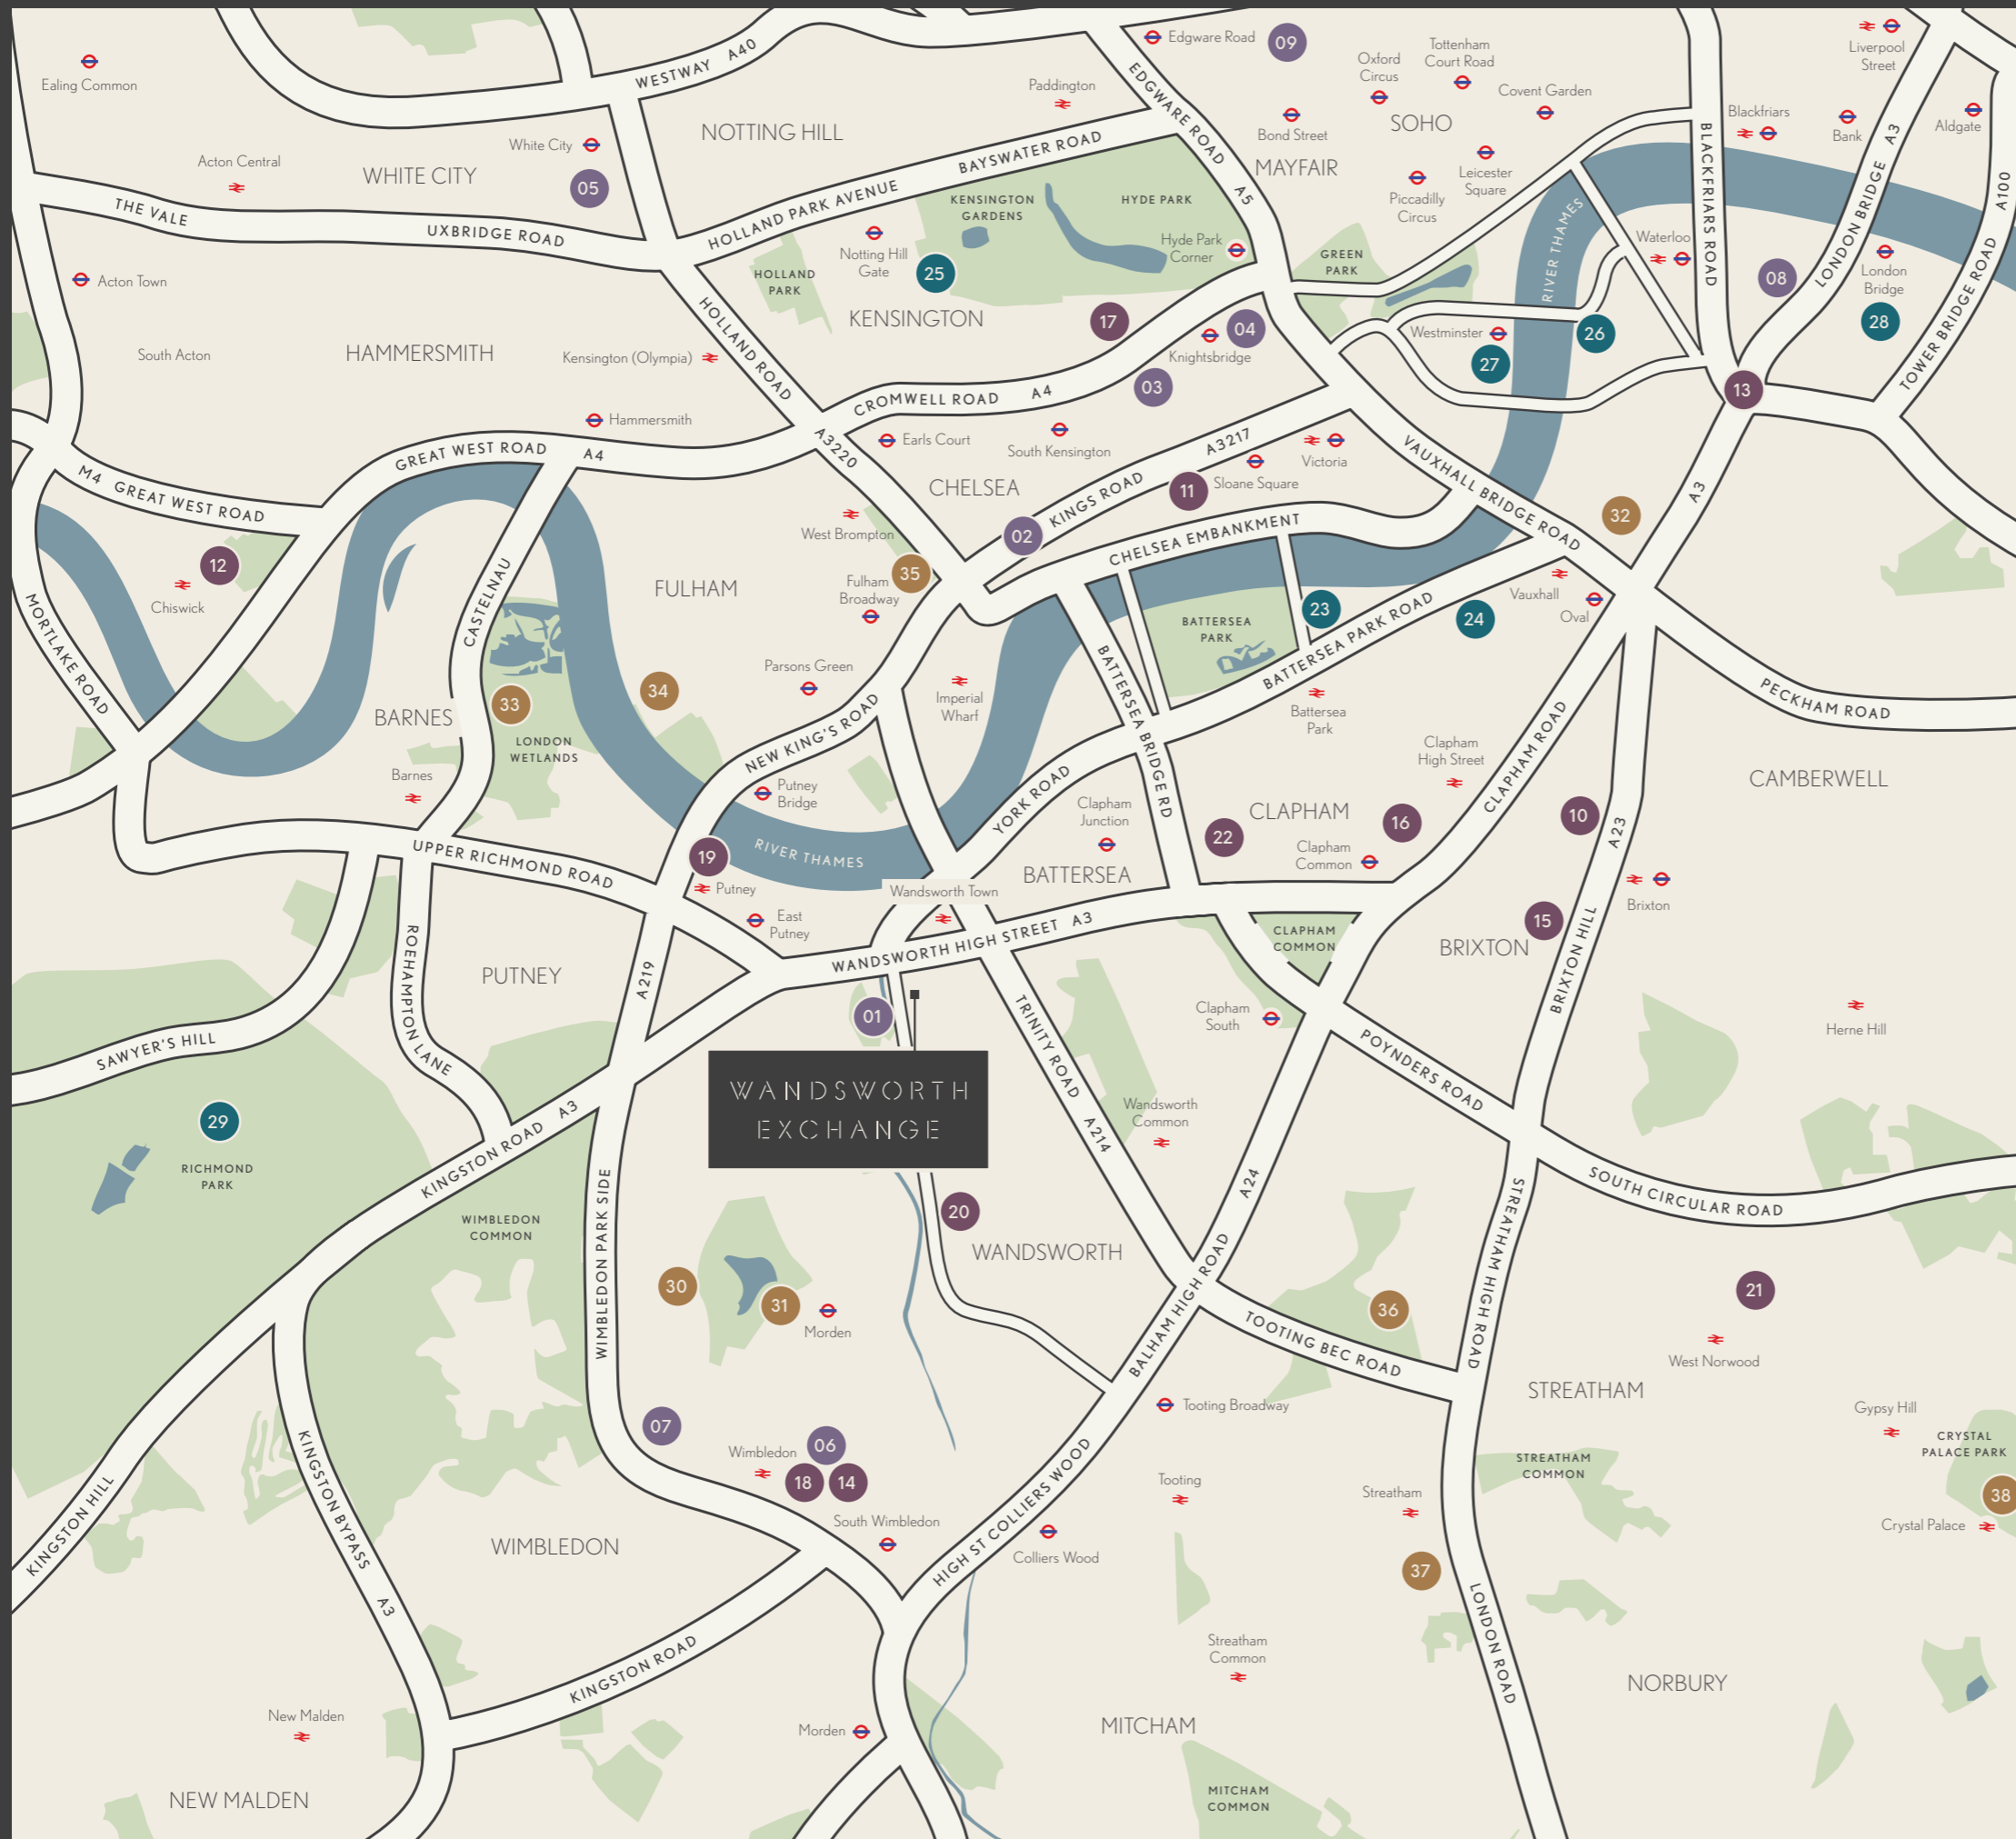 Ealing Common
WESTWAY A40
Edgware Road
09
Oxford
Circus
Tottenham
Court Road
Liverpool
Street
Paddington
EDGWARE ROAD
A5
Bond Street
Covent Garden
SOHO
BLACKFRIARS ROAD
Blackfriars
Bank
Aldgate
NOTTING HILL
White City
Acton Central
WHITE CITY
05
BAYSWATER ROAD
MAYFAIR
Piccadilly
Circus
Leicester
Square
LONDON BRIDGE A3
A100
THE VALE
UXBRIDGE ROAD
HOLLAND PARK AVENUE
KENSINGTON
GARDENS
HYDE PARK
Hyde Park
Corner
GREEN
PARK
RIVER THAMES
Waterloo
Acton Town
HOLLAND
PARK
Notting Hill
Gate
25
08
London
Bridge
28
TOWER BRIDGE ROAD
South Acton
HAMMERSMITH
Kensington (Olympia)
HOLLAND ROAD
KENSINGTON
17
04
Knightsbridge
Westminster
27
26
03
13
Hammersmith
CROMWELL ROAD A4
A3220
Earls Court
South Kensington
A3217
Victoria
VAUXHALL BRIDGE ROAD
M4 GREAT WEST ROAD
GREAT WEST ROAD A4
CHELSEA
KINGS ROAD
11
Sloane Square
A3
32
12
Chiswick
CASTELNAU
West Brompton
02
CHELSEA EMBANKMENT
MORTLAKE ROAD
FULHAM
Fulham
Broadway
35
BATTERSEA
PARK
23
BATTERSEA PARK ROAD
24
Vauxhall
Oval
Parsons Green
34
33
BARNES
LONDON
WETLANDS
Imperial
Wharf
BATTERSEA BRIDGE RD
Battersea
Park
PECKHAM ROAD
NEW KING'S ROAD
Barnes
Putney
Bridge
YORK ROAD
Clapham
Junction
Clapham
High Street
CLAPHAM ROAD
CAMBERWELL
CLAPHAM
22
16
10
A23
UPPER RICHMOND ROAD
19
Putney
RIVER THAMES
Wandsworth Town
BATTERSEA
Clapham
Common
Brixton
East
Putney
WANDSWORTH HIGH STREET A3
CLAPHAM
COMMON
BRIXTON
15
BRIXTON HILL
ROEHAMPTON LANE
PUTNEY
A219
01
TRINITY ROAD
A214
Clapham
South
Herne Hill
SAWYER'S HILL
POYNDERS ROAD
WANDSWORTH
EXCHANGE
29
RICHMOND
PARK
KINGSTON ROAD A3
Wandsworth
Common
WIMBLEDON
COMMON
WIMBLEDON PARK SIDE
20
WANDSWORTH
A24
STREATHAM HIGH ROAD
SOUTH CIRCULAR ROAD
30
31
Morden
BALHAM HIGH ROAD
36
TOOTING BEC ROAD
21
West Norwood
STREATHAM
Tooting Broadway
Gypsy Hill
CRYSTAL
PALACE PARK
07
Wimbledon
06
18
14
38
Crystal Palace
KINGSTON HILL
KINGSTON BYPASS
A3
South Wimbledon
HIGH ST COLLIERS WOOD
Tooting
Streatham
STREATHAM
COMMON
WIMBLEDON
Colliers Wood
37
LONDON ROAD
KINGSTON ROAD
Streatham
Common
NORBURY
New Malden
Morden
MITCHAM
NEW MALDEN
MITCHAM
COMMON